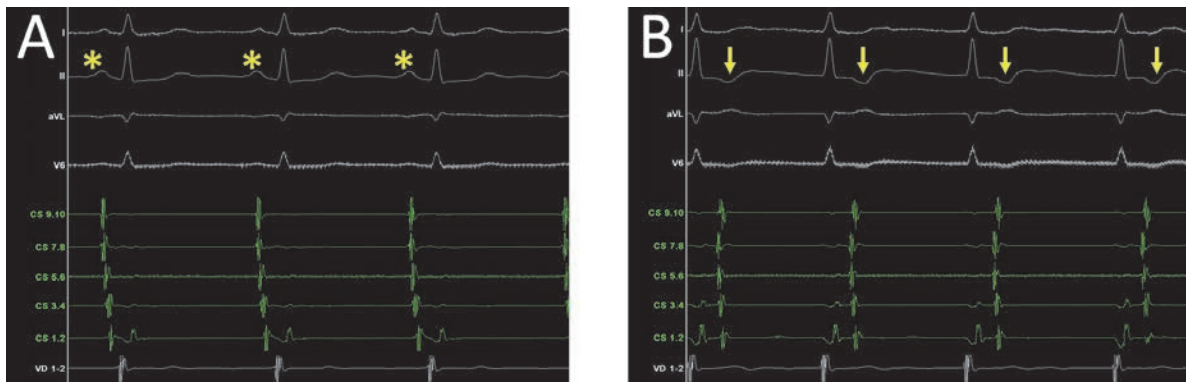 A
I
II
aVL
V6
CS 9.10
CS 7.8
CS 5.6
CS 3.4
CS 1.2
VD 1-2
B
I
II
aVL
V6
CS 9.10
CS 7.8
CS 5.6
CS 3.4
CS 1.2
VD 1-2